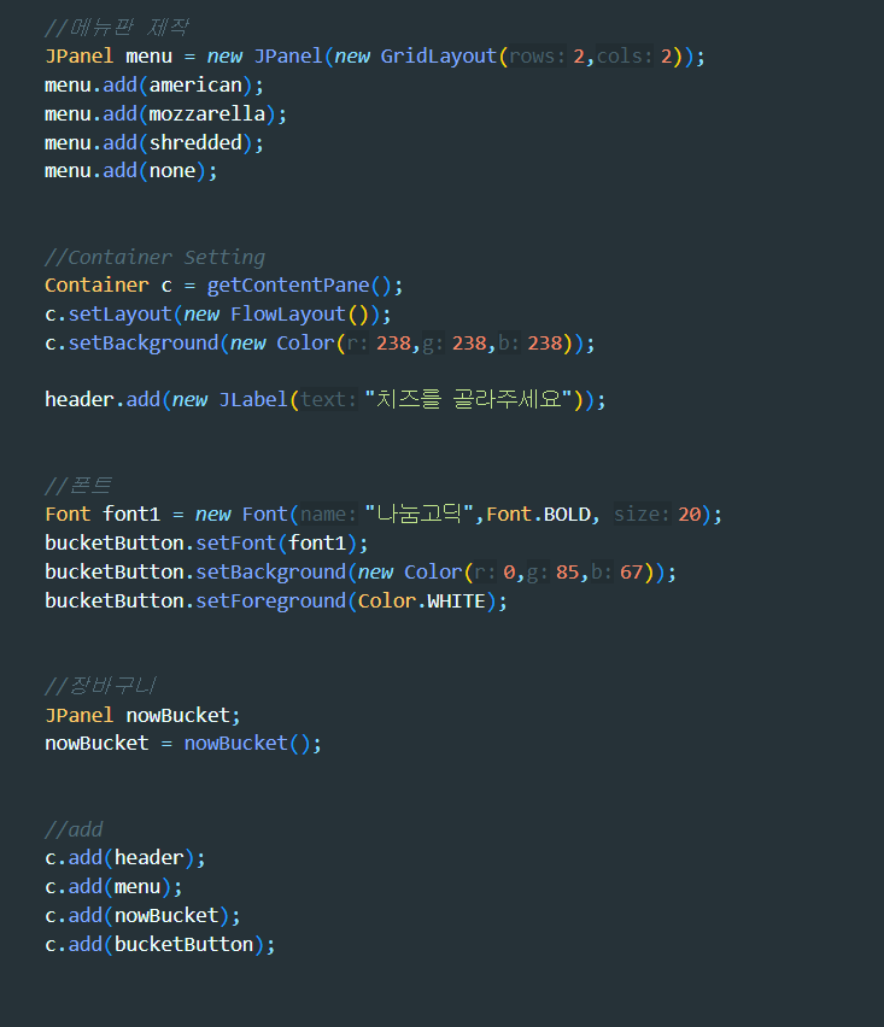 //메뉴판 제작
JPanel menu = new JPanel(new GridLayout(rows: 2,cols: 2));
menu.add(american);
menu.add(mozzarella);
menu.add(shredded);
menu.add(none);
//Container Setting
Container c = getContentPane();
c.setLayout(new FlowLayout());
c.setBackground(new Color(r: 238,g: 238,b: 238));
header.add(new JLabel(text: "치즈를 골라주세요"));
//폰트
Font font1 = new Font(name: "나눔고딕",Font.BOLD, size: 20);
bucketButton.setFont(font1);
bucketButton.setBackground(new Color(r: 0,g: 85,b: 67));
bucketButton.setForeground(Color.WHITE);
//장바구니
JPanel nowBucket;
nowBucket = nowBucket();
//add
c.add(header);
c.add(menu);
c.add(nowBucket);
c.add(bucketButton);